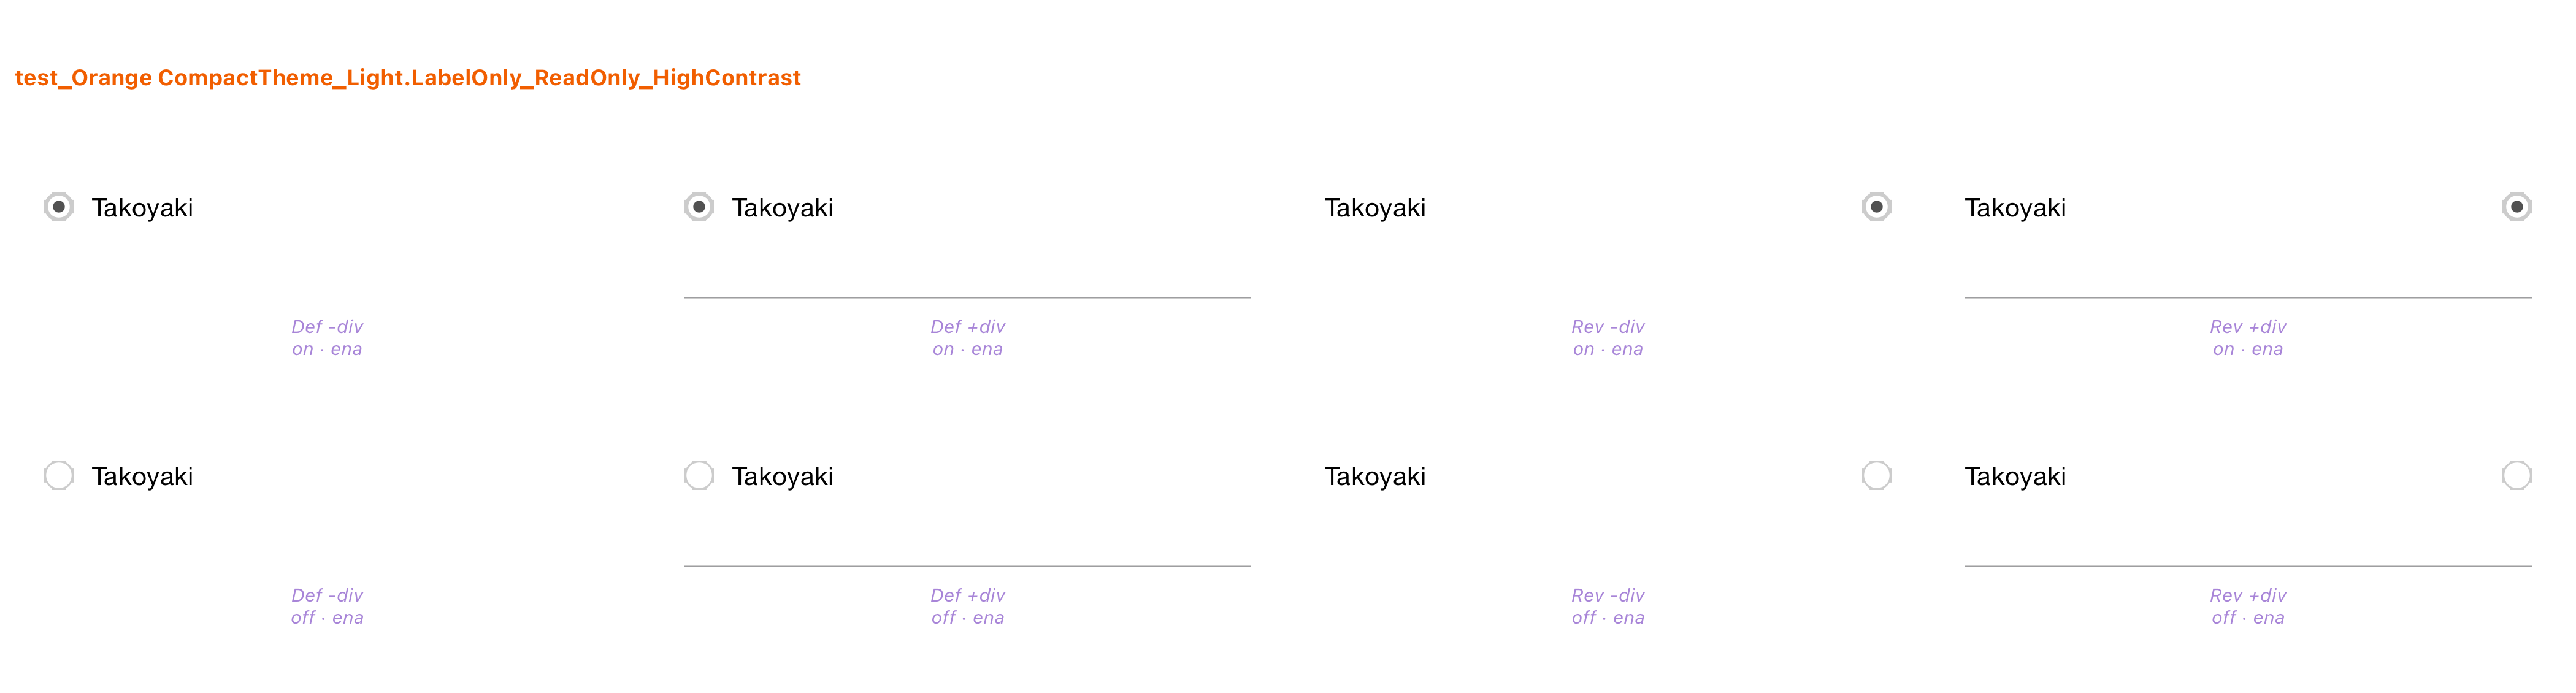 test_Orange CompactTheme_Light.LabelOnly_ReadOnly_HighContrast
Takoyaki
Takoyaki
Takoyaki
Takoyaki
Def -div
on · ena
Def +div
on · ena
Rev -div
on · ena
Rev +div
on · ena
Takoyaki
Takoyaki
Takoyaki
Takoyaki
Def -div
off · ena
Def +div
off · ena
Rev -div
off · ena
Rev +div
off · ena